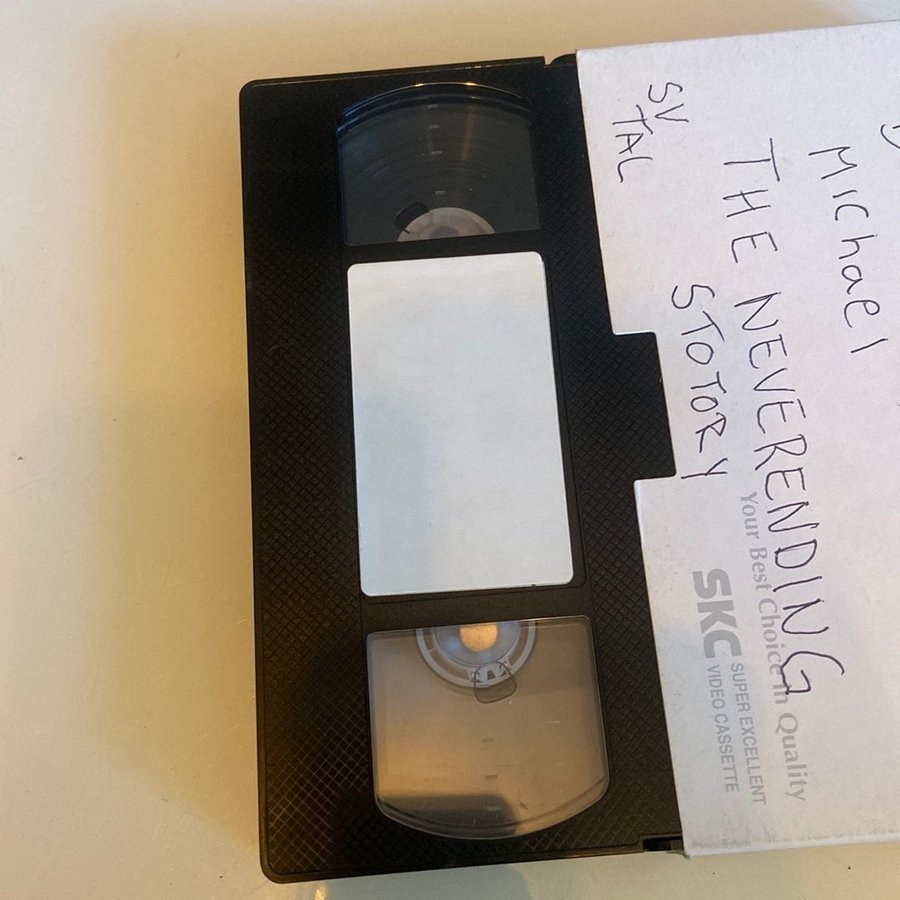 Michael
THE NEVERENDING
STOTORY
SV
TAL
Your Best Choice in Quality
SKC
SUPER EXCELLENT
VIDEO CASSETTE